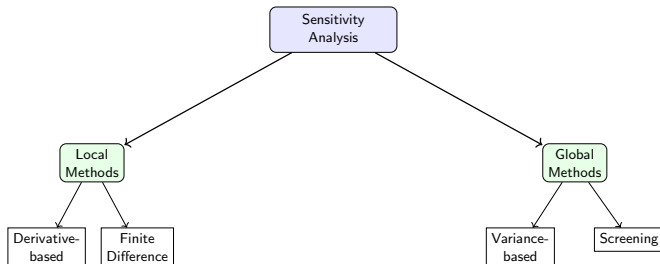 Sensitivity
Analysis
Local
Methods
Global
Methods
Derivative-
based
Finite
Difference
Variance-
based
Screening